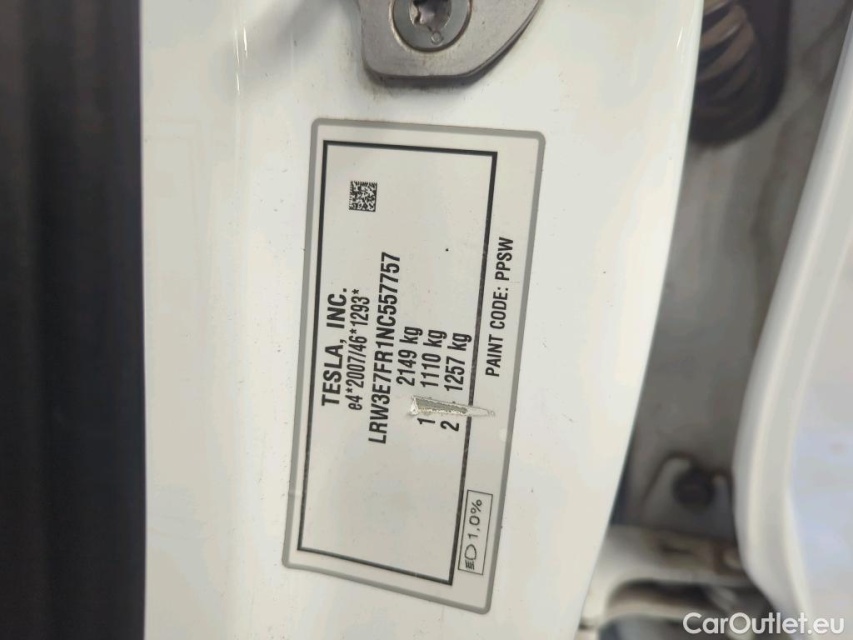 TESLA, INC.
e4*2007/46*1293*
LRW3E7FR1NC557757
2149 kg
1 1110 kg
2 1257 kg
PAINT CODE: PPSW
1.0%
CarOutlet.eu